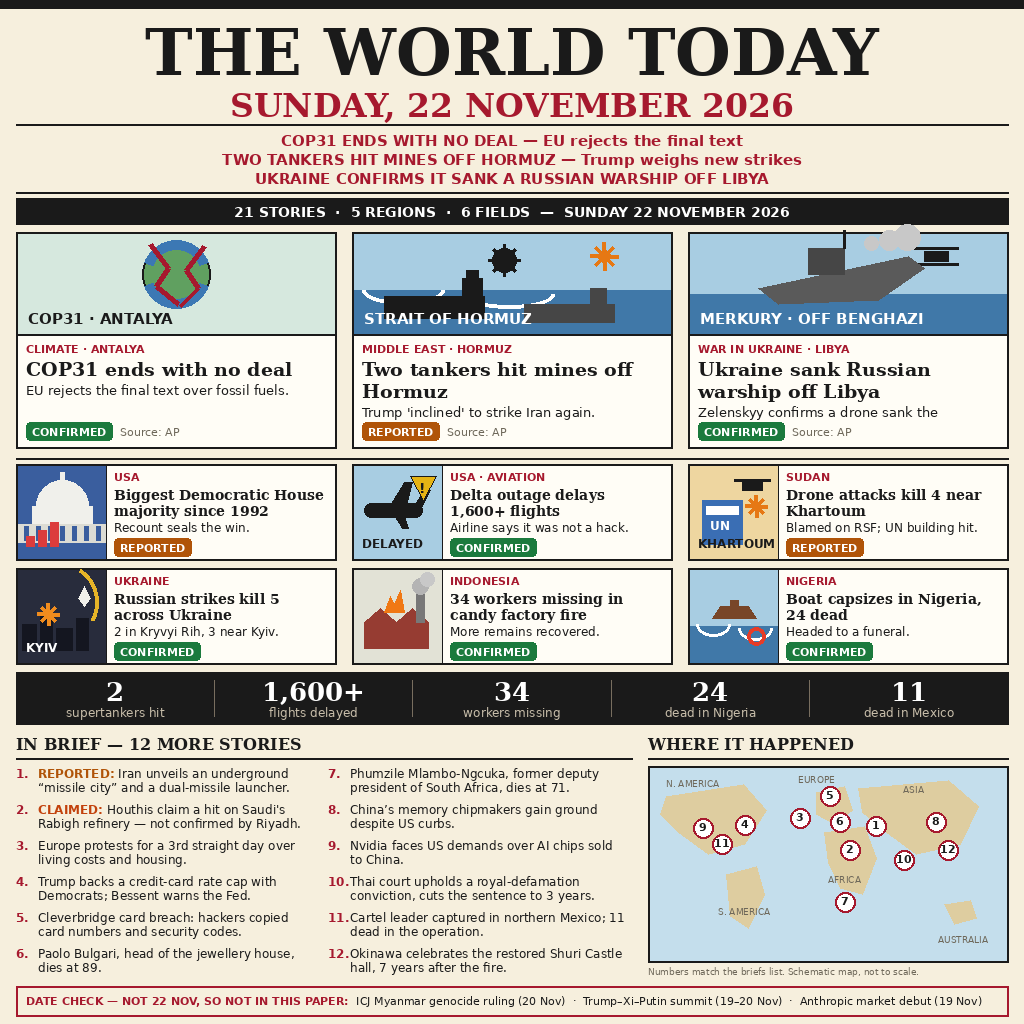 THE WORLD TODAY
SUNDAY, 22 NOVEMBER 2026
COP31 ENDS WITH NO DEAL — EU rejects the final text
TWO TANKERS HIT MINES OFF HORMUZ — Trump weighs new strikes
UKRAINE CONFIRMS IT SANK A RUSSIAN WARSHIP OFF LIBYA
21 STORIES · 5 REGIONS · 6 FIELDS — SUNDAY 22 NOVEMBER 2026
COP31 · ANTALYA
CLIMATE · ANTALYA
COP31 ends with no deal
EU rejects the final text over fossil fuels.
CONFIRMED Source: AP
STRAIT OF HORMUZ
MIDDLE EAST · HORMUZ
Two tankers hit mines off
Hormuz
Trump 'inclined' to strike Iran again.
REPORTED Source: AP
MERKURY · OFF BENGHAZI
WAR IN UKRAINE · LIBYA
Ukraine sank Russian
warship off Libya
Zelenskyy confirms a drone sank the
CONFIRMED Source: AP
USA
Biggest Democratic House
majority since 1992
Recount seals the win.
REPORTED
!
DELAYED
USA · AVIATION
Delta outage delays
1,600+ flights
Airline says it was not a hack.
CONFIRMED
UN
KHARTOUM
SUDAN
Drone attacks kill 4 near
Khartoum
Blamed on RSF; UN building hit.
REPORTED
KYIV
UKRAINE
Russian strikes kill 5
across Ukraine
2 in Kryvyi Rih, 3 near Kyiv.
CONFIRMED
INDONESIA
34 workers missing in
candy factory fire
More remains recovered.
CONFIRMED
NIGERIA
Boat capsizes in Nigeria,
24 dead
Headed to a funeral.
CONFIRMED
2
supertankers hit
1,600+
flights delayed
34
workers missing
24
dead in Nigeria
11
dead in Mexico
IN BRIEF — 12 MORE STORIES
1. REPORTED: Iran unveils an underground
“missile city” and a dual-missile launcher.
2. CLAIMED: Houthis claim a hit on Saudi's
Rabigh refinery — not confirmed by Riyadh.
3. Europe protests for a 3rd straight day over
living costs and housing.
4. Trump backs a credit-card rate cap with
Democrats; Bessent warns the Fed.
5. Cleverbridge card breach: hackers copied
card numbers and security codes.
6. Paolo Bulgari, head of the jewellery house,
dies at 89.
7. Phumzile Mlambo-Ngcuka, former deputy
president of South Africa, dies at 71.
8. China’s memory chipmakers gain ground
despite US curbs.
9. Nvidia faces US demands over AI chips sold
to China.
10. Thai court upholds a royal-defamation
conviction, cuts the sentence to 3 years.
11. Cartel leader captured in northern Mexico; 11
dead in the operation.
12. Okinawa celebrates the restored Shuri Castle
hall, 7 years after the fire.
WHERE IT HAPPENED
N. AMERICA
EUROPE
ASIA
5
9
4
3
6
1
8
11
2
10
12
AFRICA
7
S. AMERICA
AUSTRALIA
Numbers match the briefs list. Schematic map, not to scale.
DATE CHECK — NOT 22 NOV, SO NOT IN THIS PAPER: ICJ Myanmar genocide ruling (20 Nov) · Trump–Xi–Putin summit (19–20 Nov) · Anthropic market debut (19 Nov)